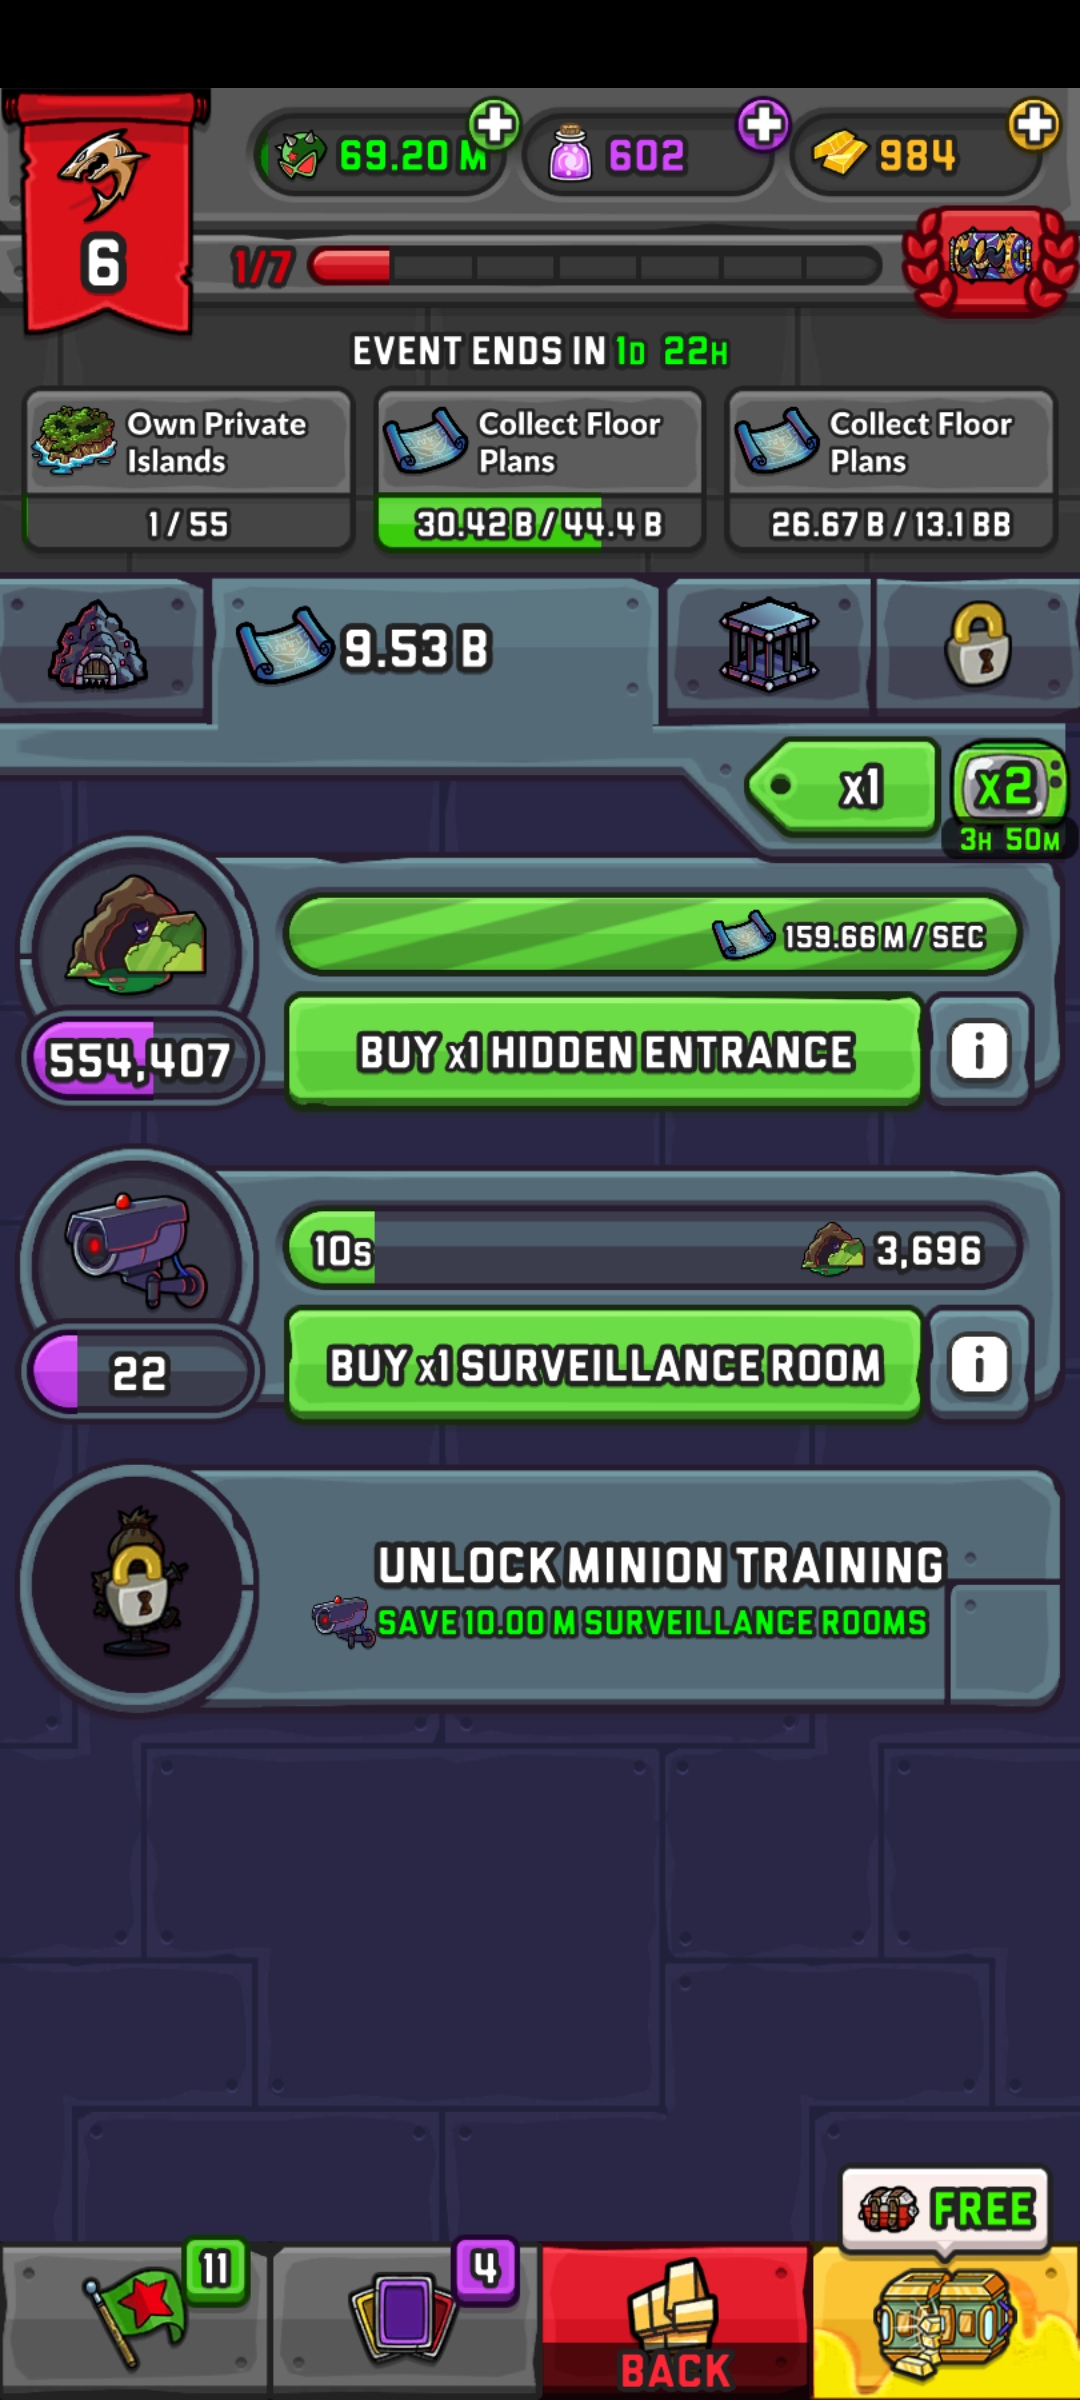 69.20 M
602
984
6
1/7
EVENT ENDS IN 1D 22H
Own Private
Islands
1 / 55
Collect Floor
Plans
30.42 B / 44.4 B
Collect Floor
Plans
26.67 B / 13.1 BB
9.53 B
x1
x2
3H 50M
159.66 M / SEC
554,407
BUY x1 HIDDEN ENTRANCE
i
10s
3,696
22
BUY x1 SURVEILLANCE ROOM
i
UNLOCK MINION TRAINING
SAVE 10.00 M SURVEILLANCE ROOMS
FREE
11
4
BACK